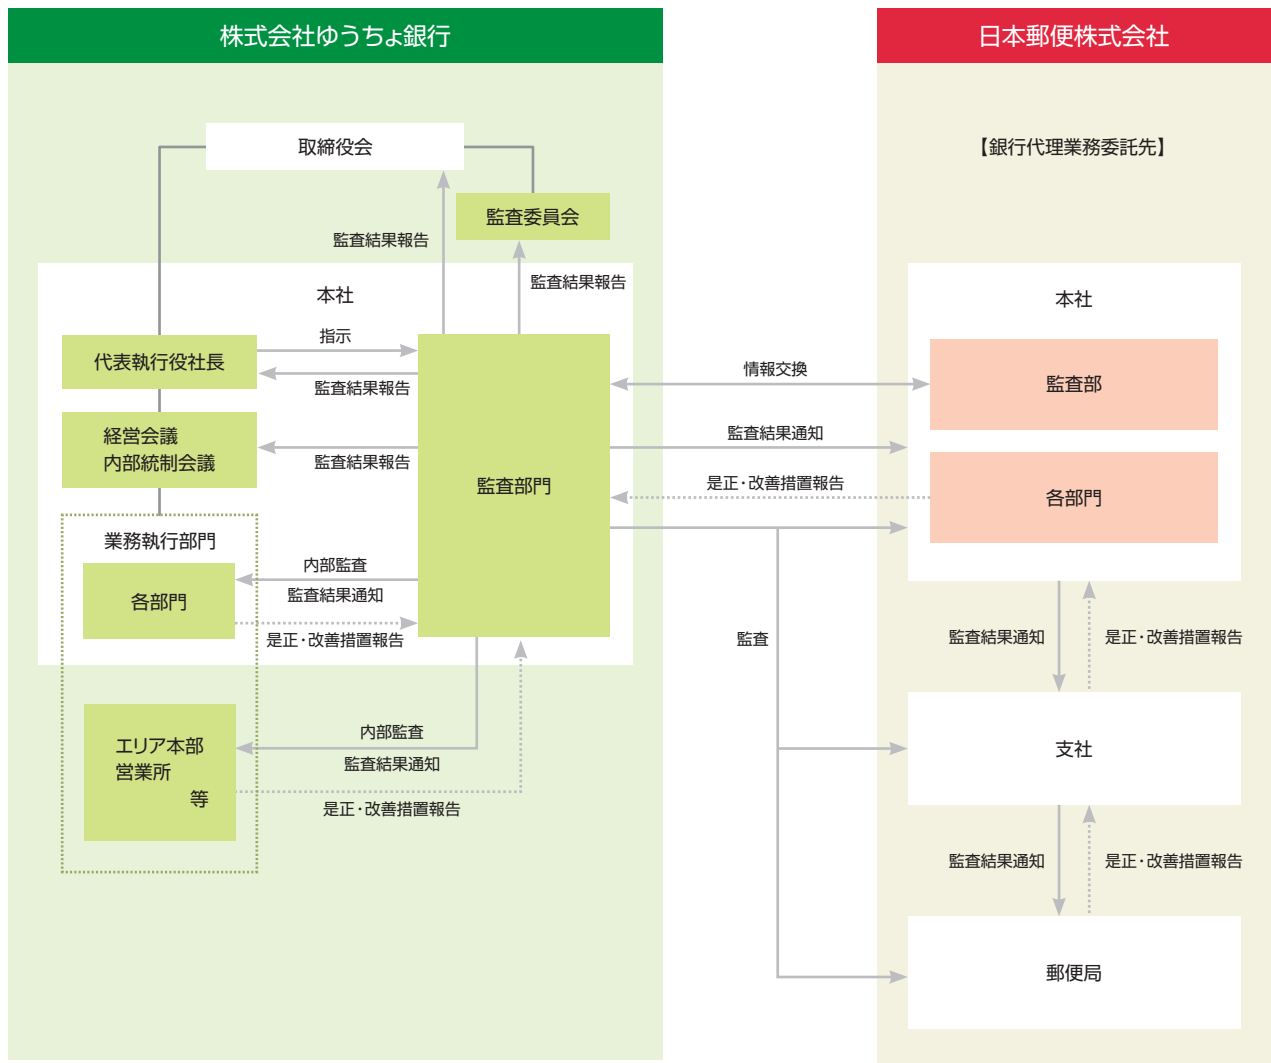 株式会社ゆうちょ銀行
取締役会
監査委員会
監査結果報告
監査結果報告
本社
代表執行役社長
指示
監査結果報告
経営会議
内部統制会議
監査結果報告
監査部門
業務執行部門
各部門
内部監査
監査結果通知
是正・改善措置報告
エリア本部
営業所
等
内部監査
監査結果通知
是正・改善措置報告
情報交換
監査結果通知
是正・改善措置報告
監査
日本郵便株式会社
【銀行代理業務委託先】
本社
監査部
各部門
監査結果通知
是正・改善措置報告
支社
監査結果通知
是正・改善措置報告
郵便局